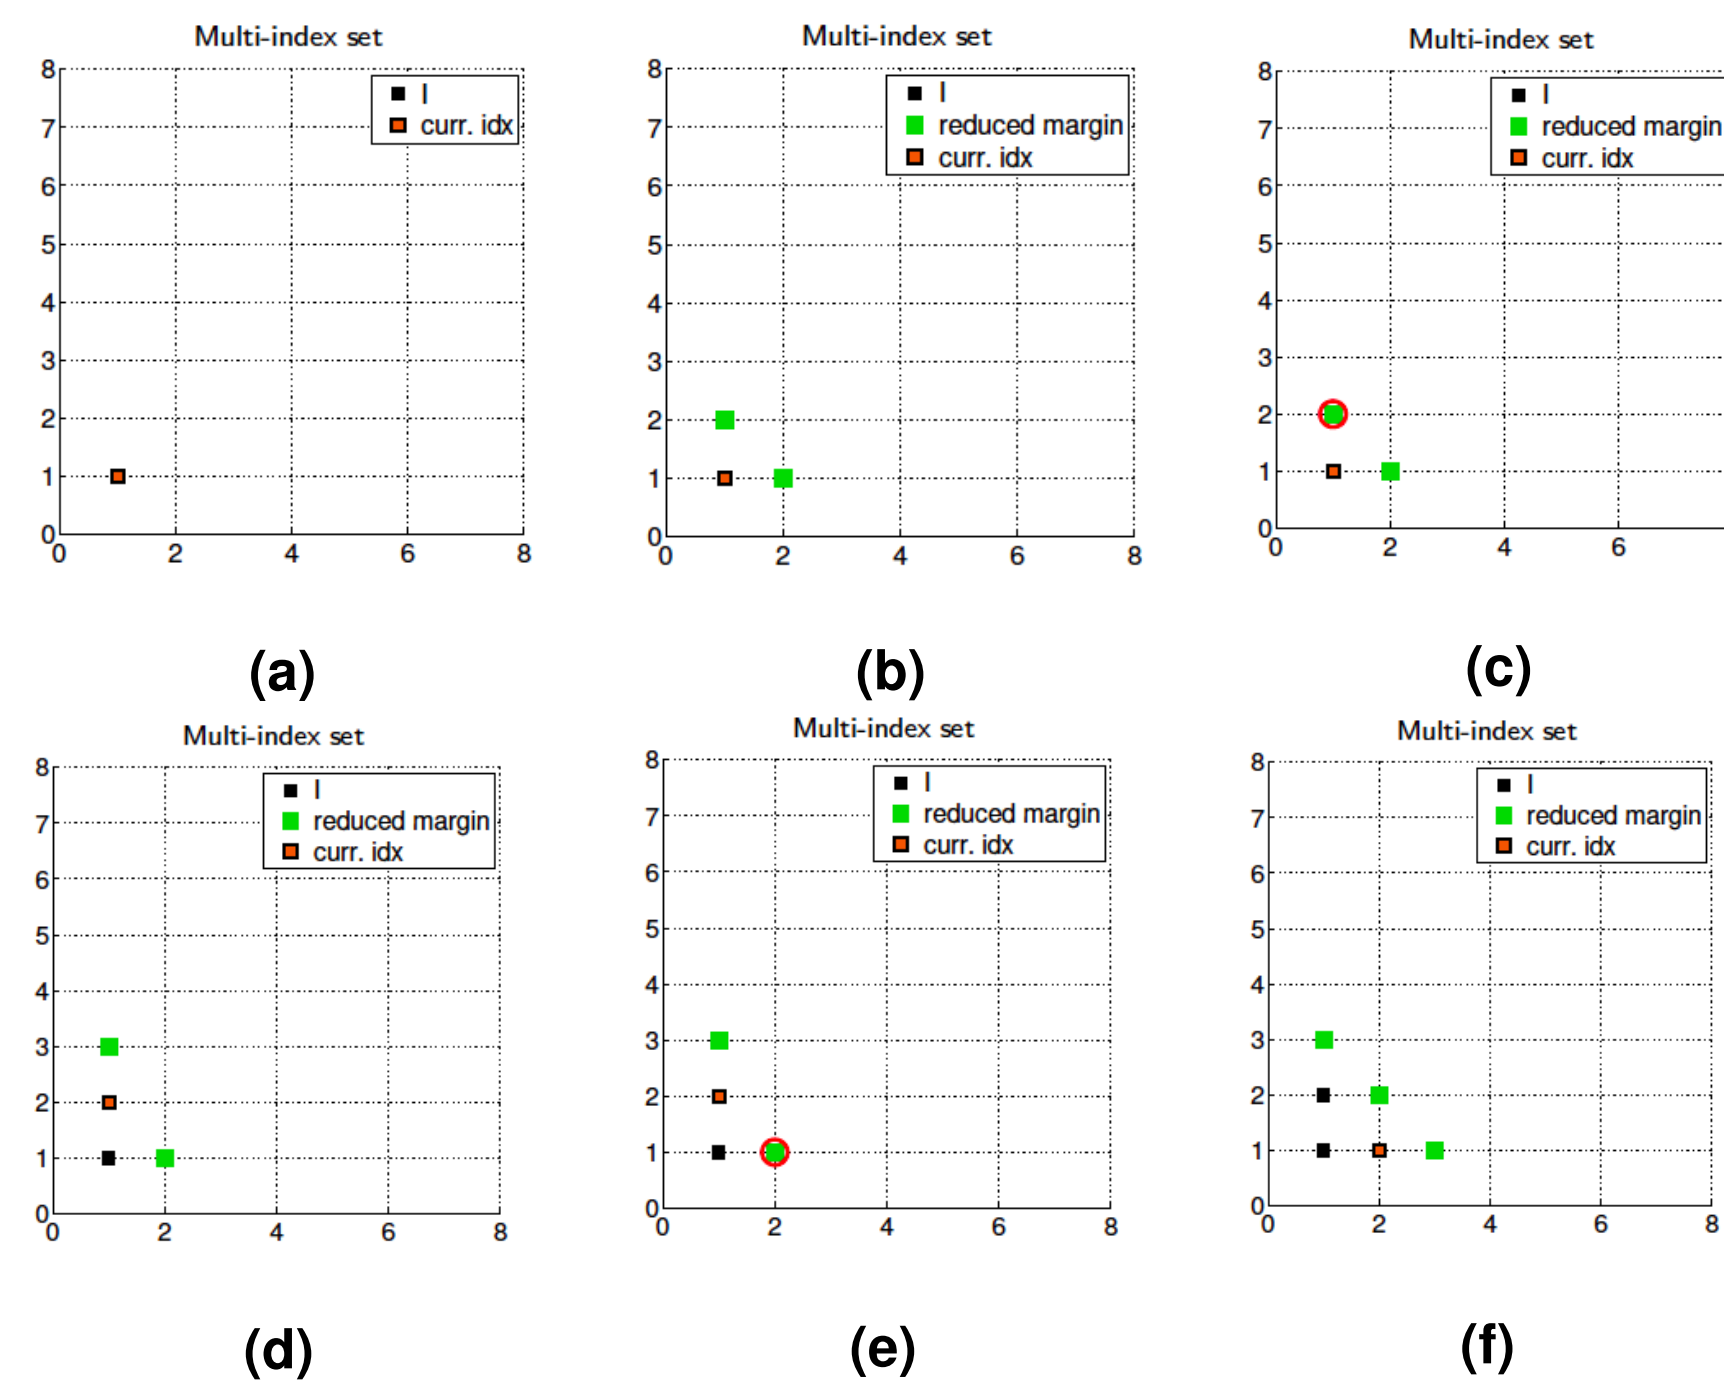 Multi-index set
8
7
6
5
4
3
2
1
0
0 2 4 6 8
I
curr. idx
(a)
Multi-index set
8
7
6
5
4
3
2
1
0
0 2 4 6 8
I
reduced margin
curr. idx
(b)
Multi-index set
8
7
6
5
4
3
2
1
0
0 2 4 6
I
reduced margin
curr. idx
(c)
Multi-index set
8
7
6
5
4
3
2
1
0
0 2 4 6 8
I
reduced margin
curr. idx
(d)
Multi-index set
8
7
6
5
4
3
2
1
0
0 2 4 6 8
I
reduced margin
curr. idx
(e)
Multi-index set
8
7
6
5
4
3
2
1
0
0 2 4 6 8
I
reduced margin
curr. idx
(f)